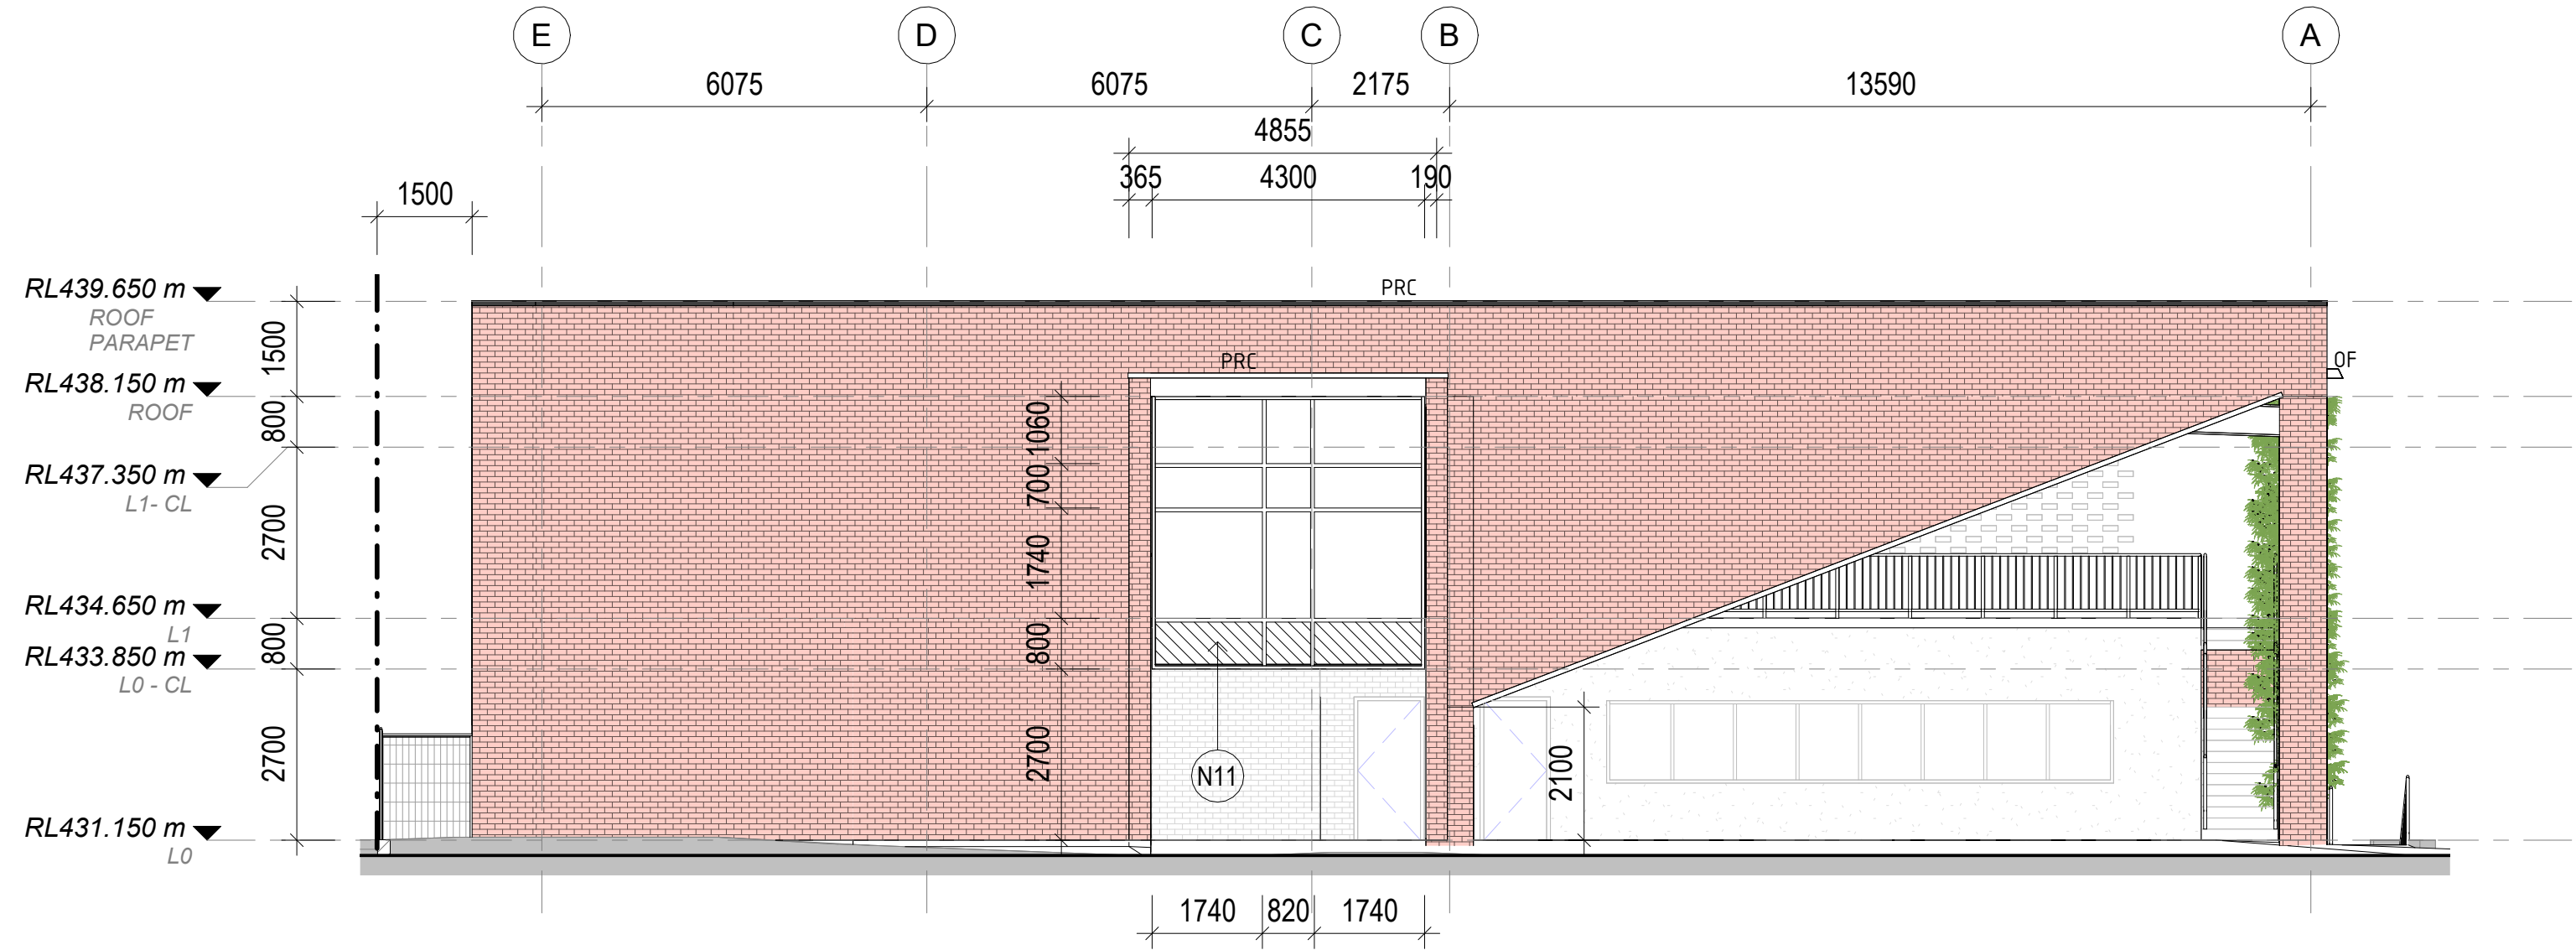 E
D
C
B
A
6075
6075
2175
13590
4855
365
4300
190
1500
RL439.650 m
ROOF
PARAPET
PRC
1500
RL438.150 m
ROOF
PRC
OF
800
1060
RL437.350 m
L1- CL
700
2700
1740
RL434.650 m
L1
800
800
RL433.850 m
L0 - CL
2700
2700
N11
2100
RL431.150 m
L0
1740
820
1740